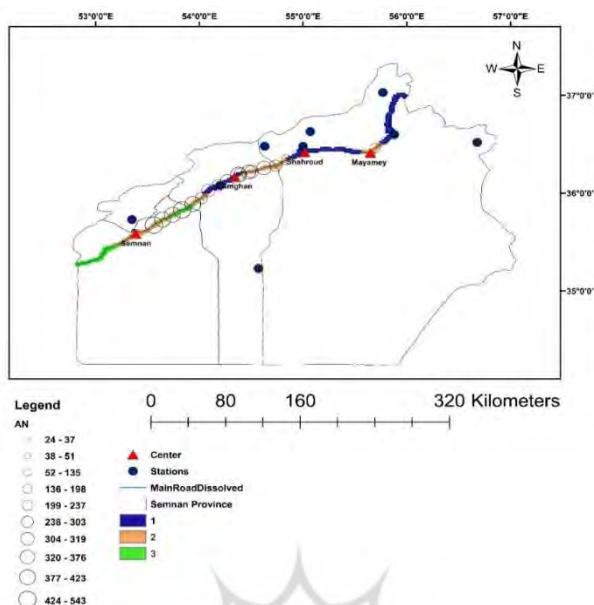 53°0'0"E 54°0'0"E 55°0'0"E 56°0'0"E 57°0'0"E
N
W E
S
37°0'0"
36°0'0"
35°0'0"
Shahroud
Mayamey
Semnan
Legend
AN
24 - 37
38 - 51
52 - 135
136 - 198
199 - 237
238 - 303
304 - 319
320 - 376
377 - 423
424 - 543
0 80 160 320 Kilometers
Center
Stations
MainRoadDissolved
Semnan Province
1
2
3